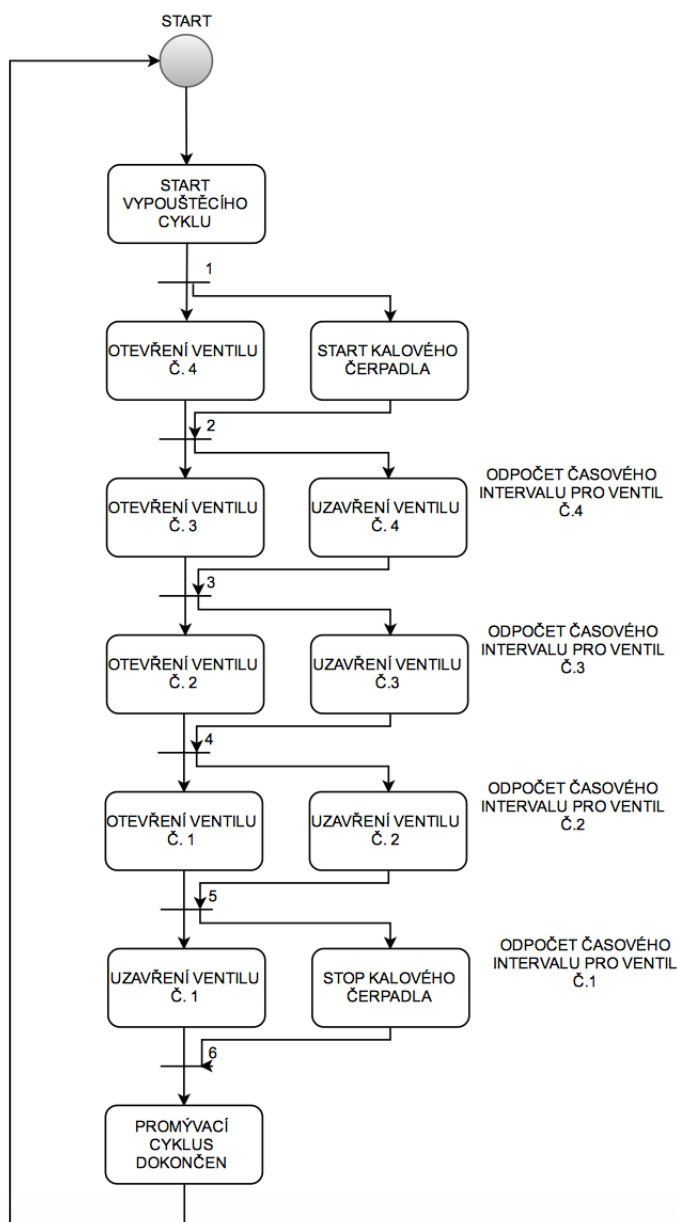 START
START
VYPOUŠTĚCÍHO
CYKLU
1
OTEVŘENÍ VENTILU
Č. 4
START KALOVÉHO
ČERPADLA
2
OTEVŘENÍ VENTILU
Č. 3
UZAVŘENÍ VENTILU
Č. 4
ODPOČET ČASOVÉHO
INTERVALU PRO VENTIL
Č.4
3
OTEVŘENÍ VENTILU
Č. 2
UZAVŘENÍ VENTILU
Č.3
ODPOČET ČASOVÉHO
INTERVALU PRO VENTIL
Č.3
4
OTEVŘENÍ VENTILU
Č. 1
UZAVŘENÍ VENTILU
Č. 2
ODPOČET ČASOVÉHO
INTERVALU PRO VENTIL
Č.2
5
UZAVŘENÍ VENTILU
Č. 1
STOP KALOVÉHO
ČERPADLA
ODPOČET ČASOVÉHO
INTERVALU PRO VENTIL
Č.1
6
PROMÝVACÍ
CYKLUS
DOKONČEN